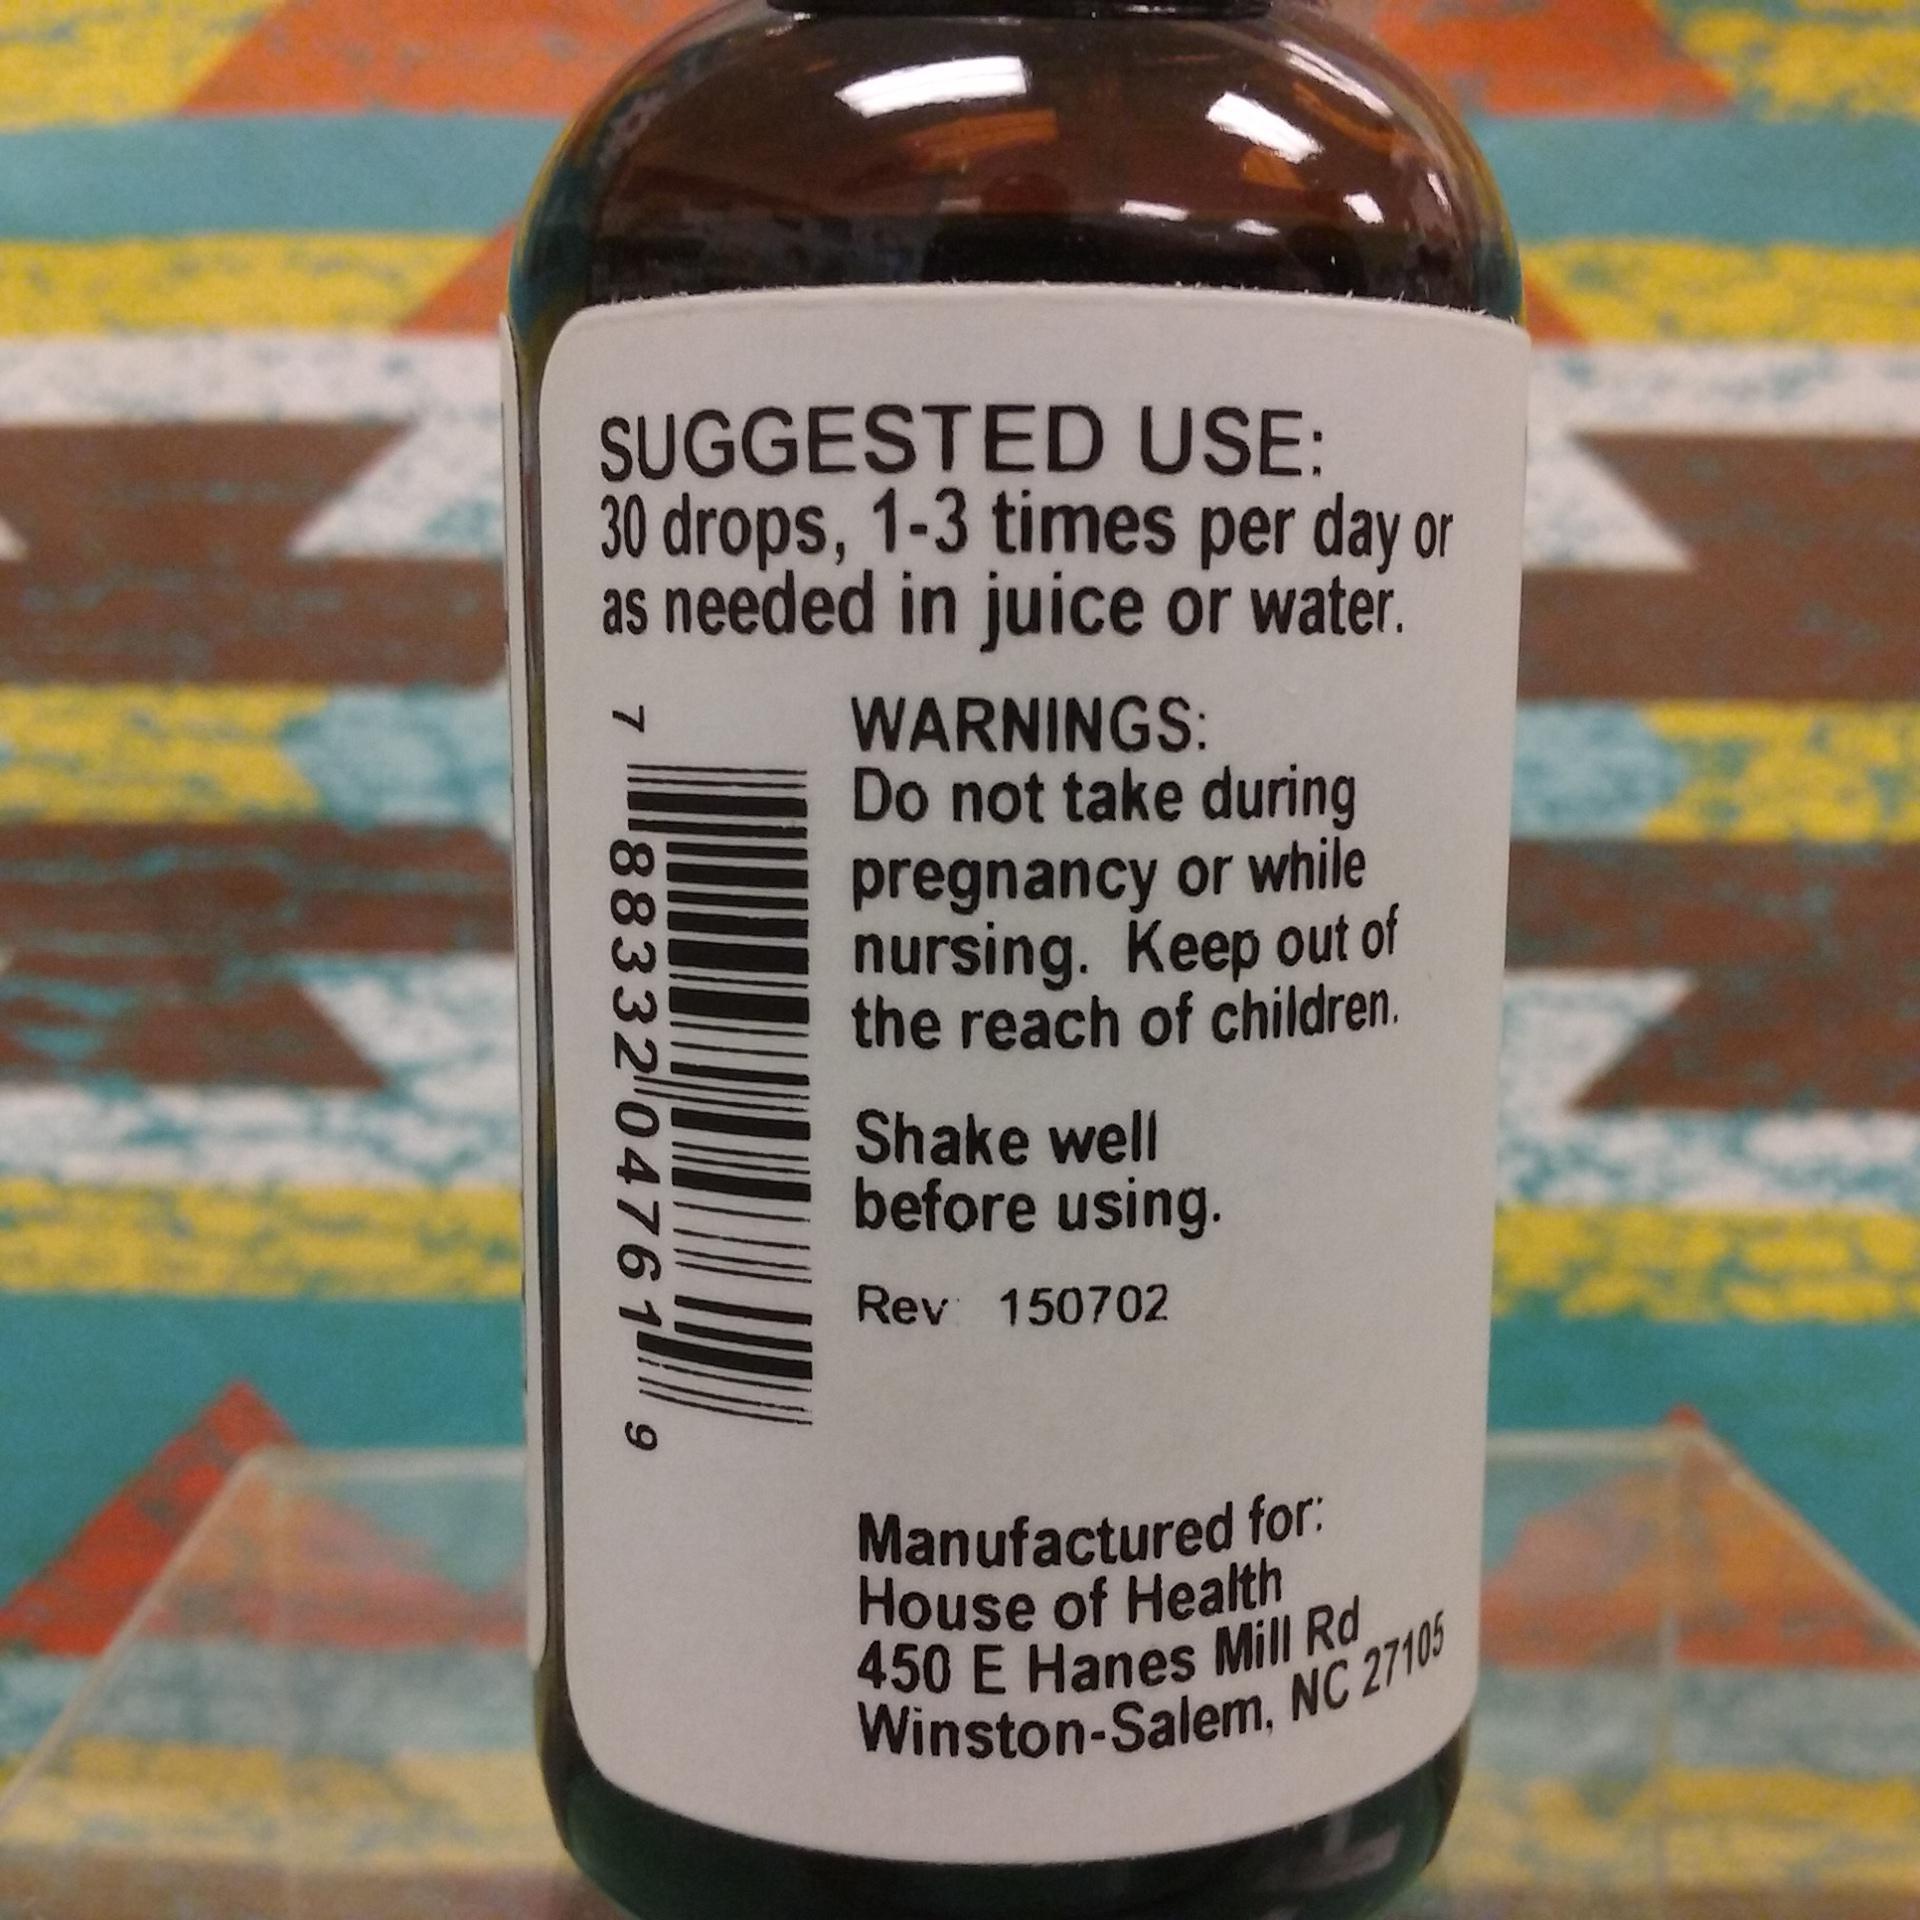 SUGGESTED USE:
30 drops, 1-3 times per day or
as needed in juice or water.
7 88332 04761 9
WARNINGS:
Do not take during
pregnancy or while
nursing. Keep out of
the reach of children.
Shake well
before using.
Rev 150702
Manufactured for:
House of Health
450 E Hanes Mill Rd
Winston-Salem, NC 27105